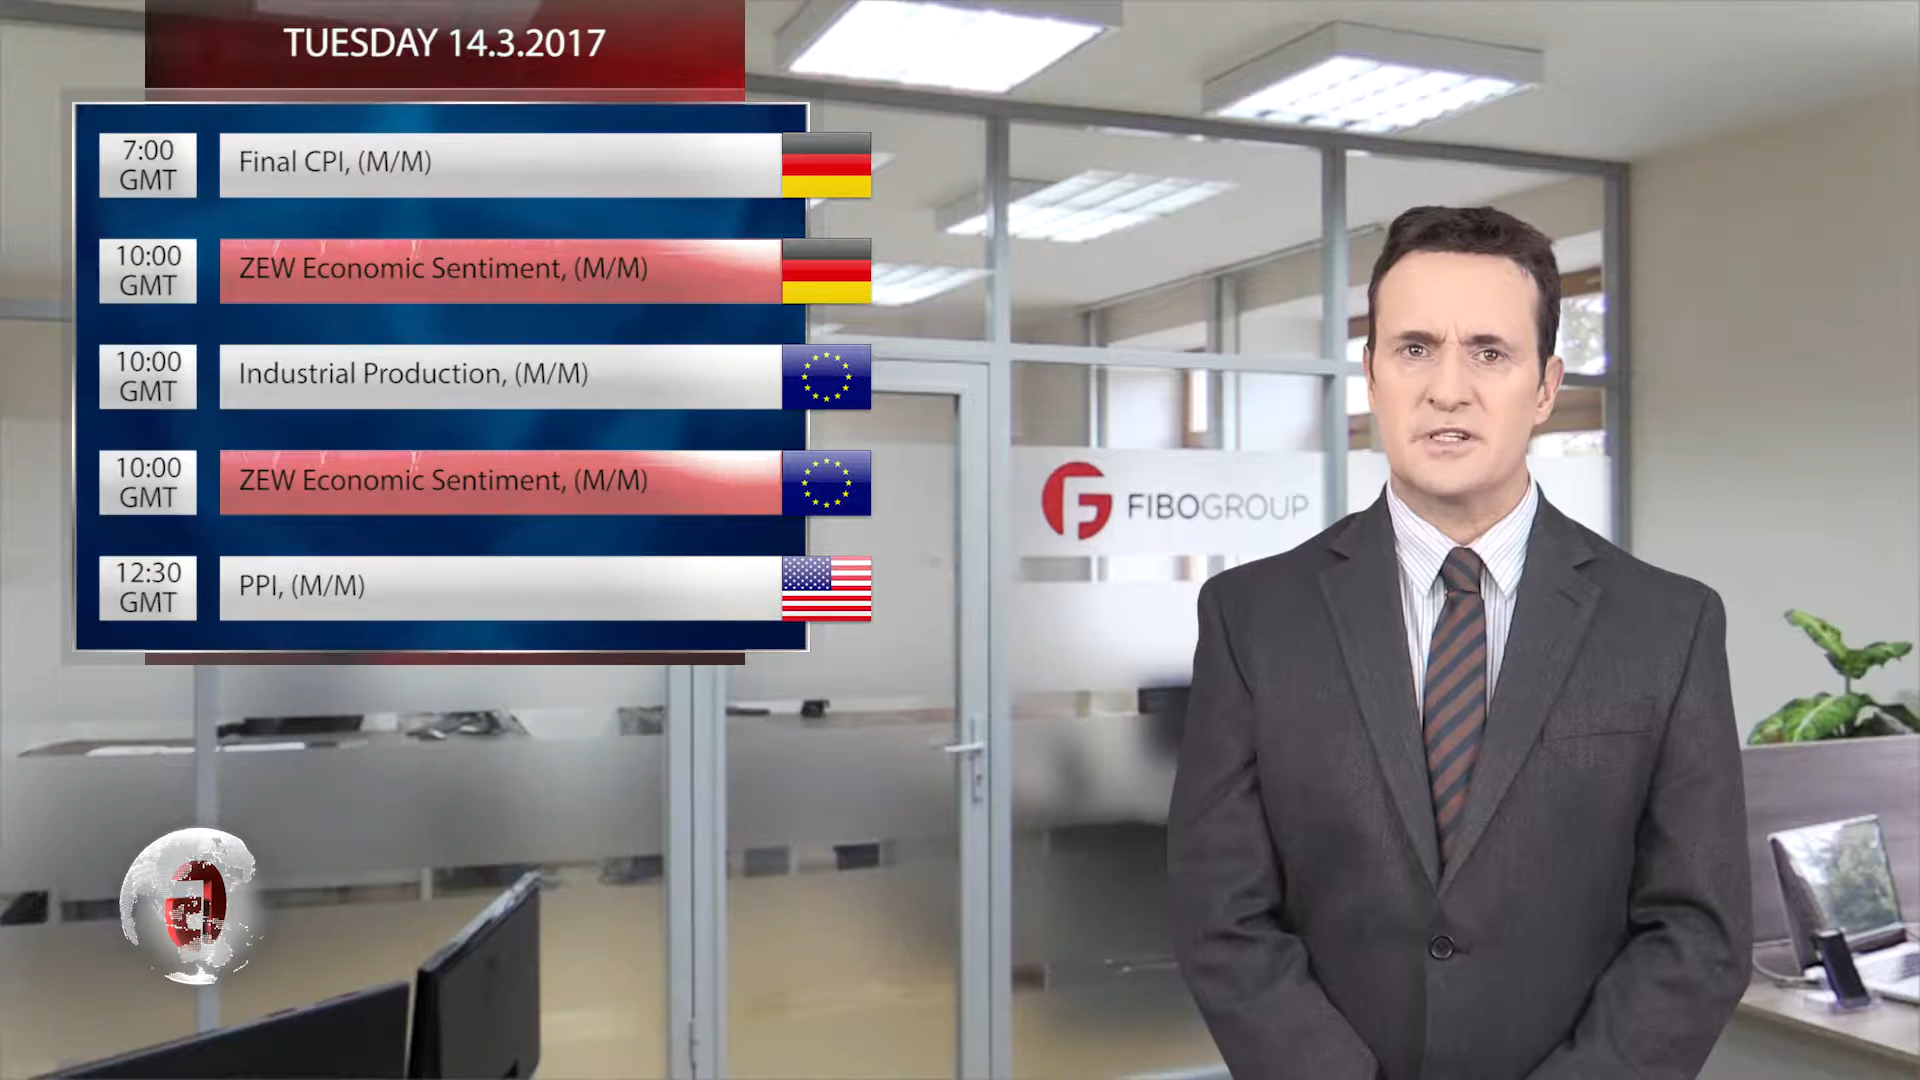 TUESDAY 14.3.2017
7:00
GMT
Final CPI, (M/M)
10:00
GMT
ZEW Economic Sentiment, (M/M)
10:00
GMT
Industrial Production, (M/M)
10:00
GMT
ZEW Economic Sentiment, (M/M)
12:30
GMT
PPI, (M/M)
FIBOGROUP